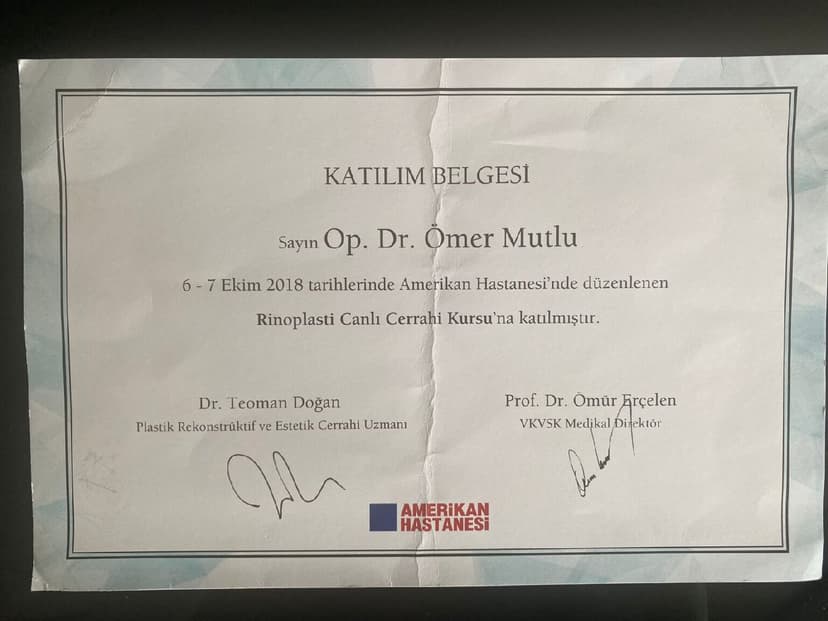 KATILIM BELGESİ
Sayın Op. Dr. Ömer Mutlu
6 - 7 Ekim 2018 tarihlerinde Amerikan Hastanesi'nde düzenlenen
Rinoplasti Canlı Cerrahi Kursu'na katılmıştır.
Dr. Teoman Doğan
Plastik Rekonstrüktif ve Estetik Cerrahi Uzmanı
Prof. Dr. Ömür Erçelen
VKVSK Medikal Direktör
AMERİKAN
HASTANESİ